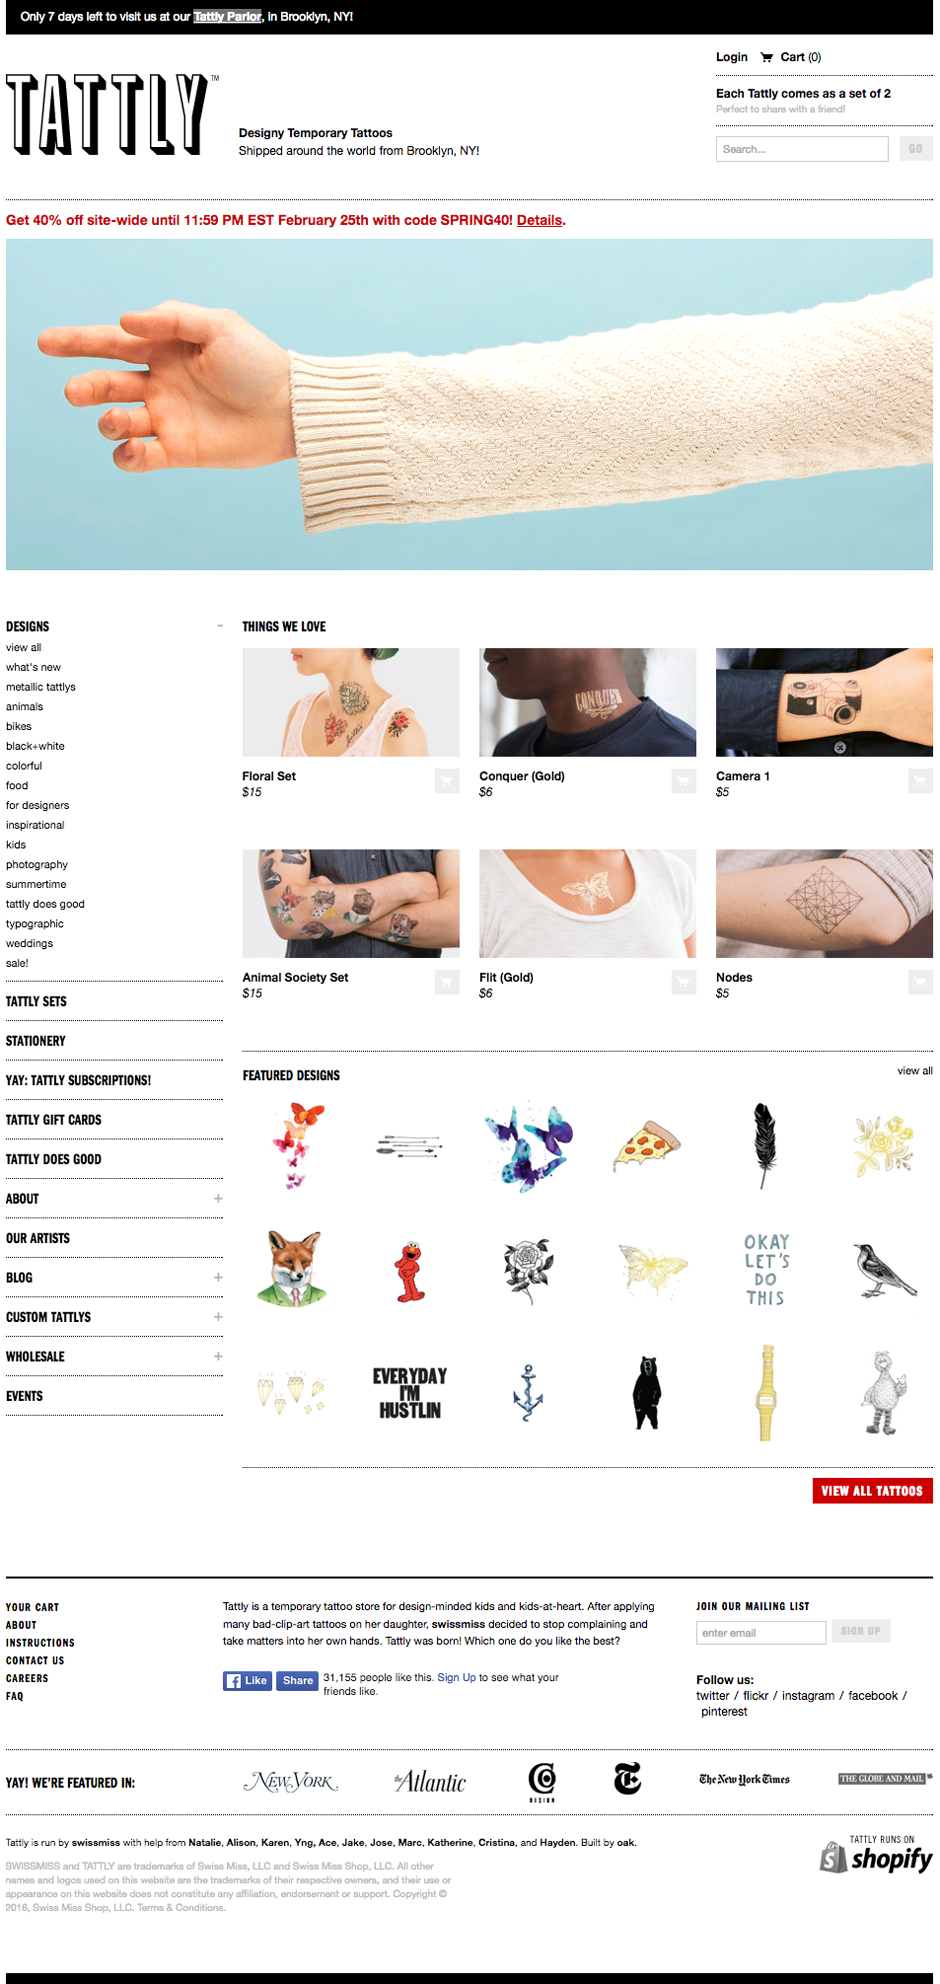 Only 7 days left to visit us at our Tattly Parlor, in Brooklyn, NY!
Login Cart (0)
TATTLY™
Each Tattly comes as a set of 2
Perfect to share with a friend!
Designy Temporary Tattoos
Shipped around the world from Brooklyn, NY!
Search... GO
Get 40% off site-wide until 11:59 PM EST February 25th with code SPRING40! Details.
DESIGNS -
view all
what's new
metallic tattlys
animals
bikes
black+white
colorful
food
for designers
inspirational
kids
photography
summertime
tattly does good
typographic
weddings
sale!
TATTLY SETS
STATIONERY
YAY: TATTLY SUBSCRIPTIONS!
TATTLY GIFT CARDS
TATTLY DOES GOOD
ABOUT +
OUR ARTISTS
BLOG +
CUSTOM TATTLYS +
WHOLESALE +
EVENTS
THINGS WE LOVE
CONQUER
Floral Set
$15
Conquer (Gold)
$6
Camera 1
$5
Animal Society Set
$15
Flit (Gold)
$6
Nodes
$5
FEATURED DESIGNS view all
OKAY
LET'S
DO
THIS
EVERYDAY
I'M
HUSTLIN
VIEW ALL TATTOOS
YOUR CART
ABOUT
INSTRUCTIONS
CONTACT US
CAREERS
FAQ
Tattly is a temporary tattoo store for design-minded kids and kids-at-heart. After applying
many bad-clip-art tattoos on her daughter, swissmiss decided to stop complaining and
take matters into her own hands. Tattly was born! Which one do you like the best?
Like Share 31,155 people like this. Sign Up to see what your
friends like.
JOIN OUR MAILING LIST
enter email SIGN UP
Follow us:
twitter / flickr / instagram / facebook /
pinterest
YAY! WE'RE FEATURED IN: NEW YORK. the Atlantic CO DESIGN T The New York Times THE GLOBE AND MAIL
Tattly is run by swissmiss with help from Natalie, Alison, Karen, Yng, Ace, Jake, Jose, Marc, Katherine, Cristina, and Hayden. Built by oak.
SWISSMISS and TATTLY are trademarks of Swiss Miss, LLC and Swiss Miss Shop, LLC. All other
names and logos used on this website are the trademarks of their respective owners, and their use or
appearance on this website does not constitute any affiliation, endorsement or support. Copyright ©
2016, Swiss Miss Shop, LLC. Terms & Conditions.
TATTLY RUNS ON
shopify